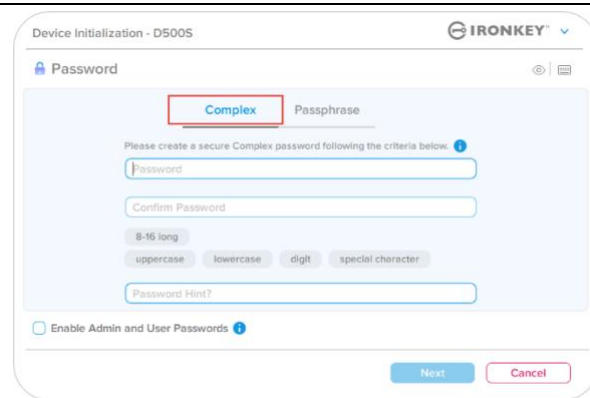 Device Initialization - D500S
IRONKEY™
Password
Complex Passphrase
Please create a secure Complex password following the criteria below.
Password
Confirm Password
8-16 long
uppercase lowercase digit special character
Password Hint?
Enable Admin and User Passwords
Next Cancel